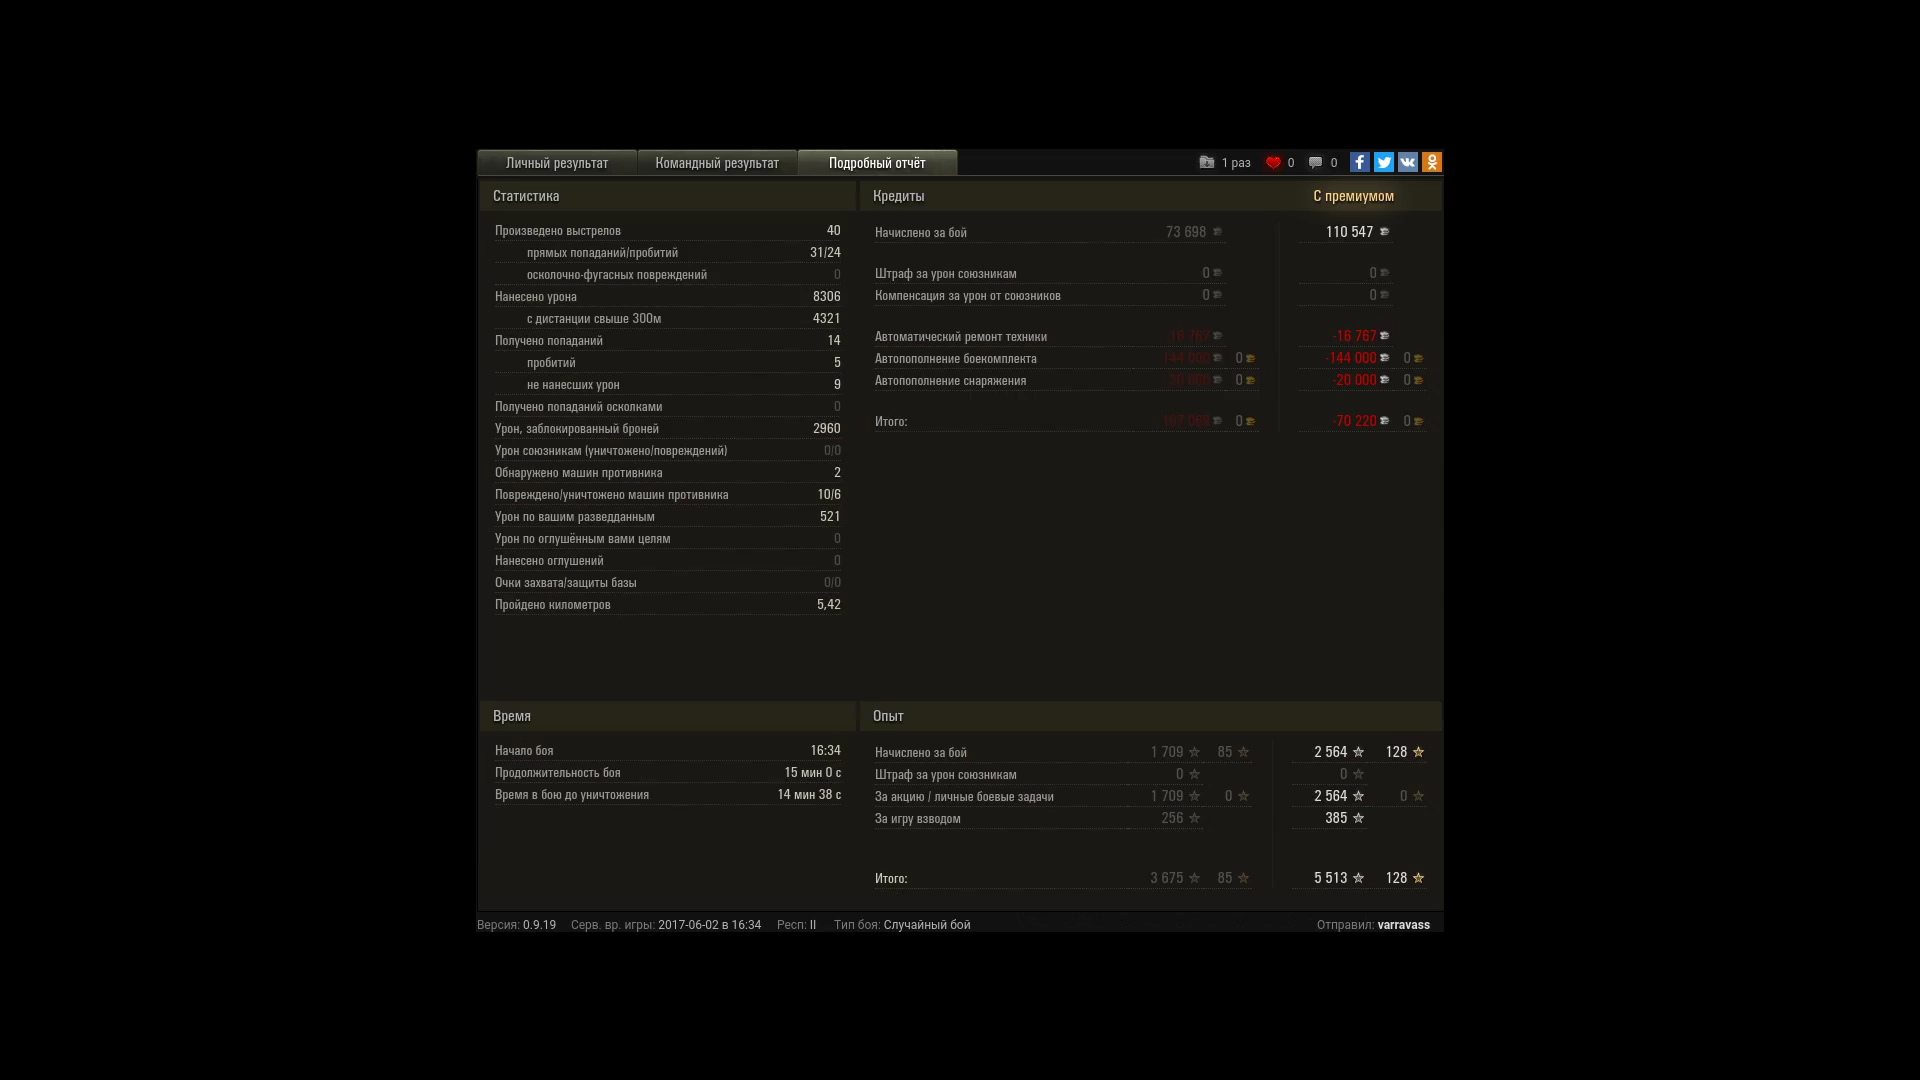 Личный результат Командный результат Подробный отчёт 1 раз 0 0
Статистика
Произведено выстрелов 40
прямых попаданий/пробитий 31/24
осколочно-фугасных повреждений 0
Нанесено урона 8306
с дистанции свыше 300м 4321
Получено попаданий 14
пробитий 5
не нанесших урон 9
Получено попаданий осколками 0
Урон, заблокированный броней 2960
Урон союзникам (уничтожено/повреждений) 0/0
Обнаружено машин противника 2
Повреждено/уничтожено машин противника 10/6
Урон по вашим разведданным 521
Урон по оглушённым вами целям 0
Нанесено оглушений 0
Очки захвата/защиты базы 0/0
Пройдено километров 5,42
Кредиты С премиумом
Начислено за бой 73 698 110 547
Штраф за урон союзникам 0 0
Компенсация за урон от союзников 0 0
Автоматический ремонт техники -16 767
Автопополнение боекомплекта 0 -144 000 0
Автопополнение снаряжения 0 -20 000 0
Итого: 0 -70 220 0
Время
Начало боя 16:34
Продолжительность боя 15 мин 0 с
Время в бою до уничтожения 14 мин 38 с
Опыт
Начислено за бой 1 709 85 2 564 128
Штраф за урон союзникам 0 0
За акцию / личные боевые задачи 1 709 0 2 564 0
За игру взводом 256 385
Итого: 3 675 85 5 513 128
Версия: 0.9.19 Серв. вр. игры: 2017-06-02 в 16:34 Респ: II Тип боя: Случайный бой Отправил: varravass